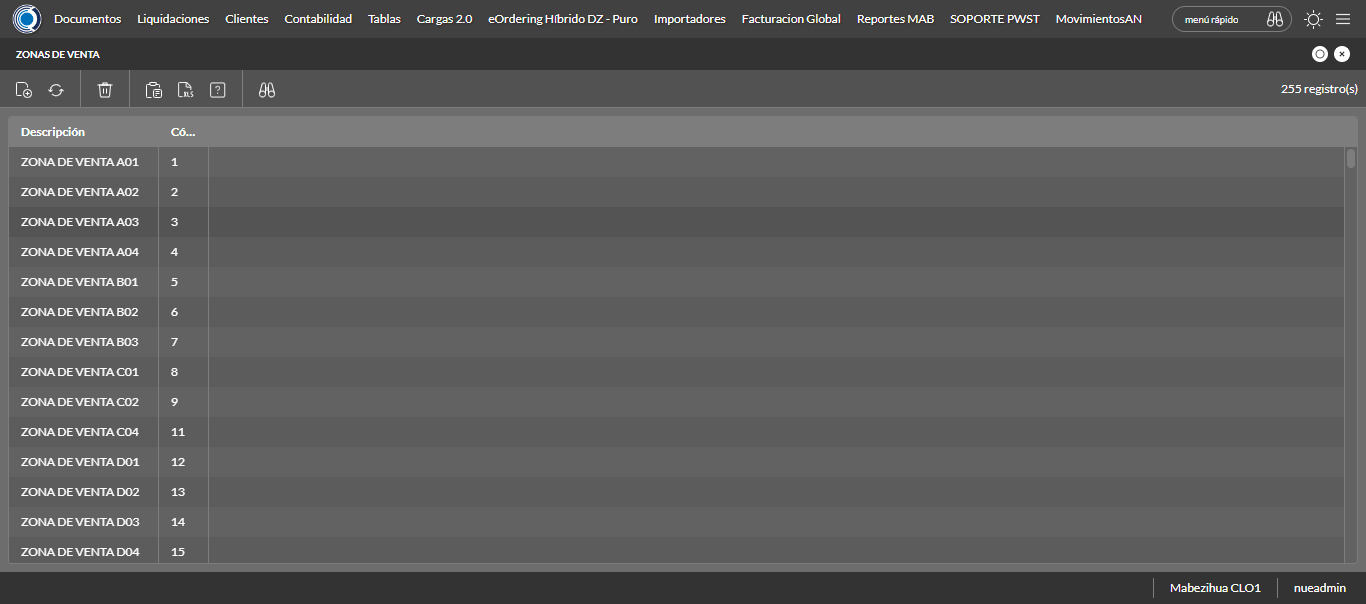 Documentos Liquidaciones Clientes Contabilidad Tablas Cargas 2.0 eOrdering Híbrido DZ - Puro Importadores Facturacion Global Reportes MAB SOPORTE PWST MovimientosAN menú rápido
ZONAS DE VENTA
XLS ? 255 registro(s)
Descripción Có...
ZONA DE VENTA A01 1
ZONA DE VENTA A02 2
ZONA DE VENTA A03 3
ZONA DE VENTA A04 4
ZONA DE VENTA B01 5
ZONA DE VENTA B02 6
ZONA DE VENTA B03 7
ZONA DE VENTA C01 8
ZONA DE VENTA C02 9
ZONA DE VENTA C04 11
ZONA DE VENTA D01 12
ZONA DE VENTA D02 13
ZONA DE VENTA D03 14
ZONA DE VENTA D04 15
Mabezihua CLO1 nueadmin